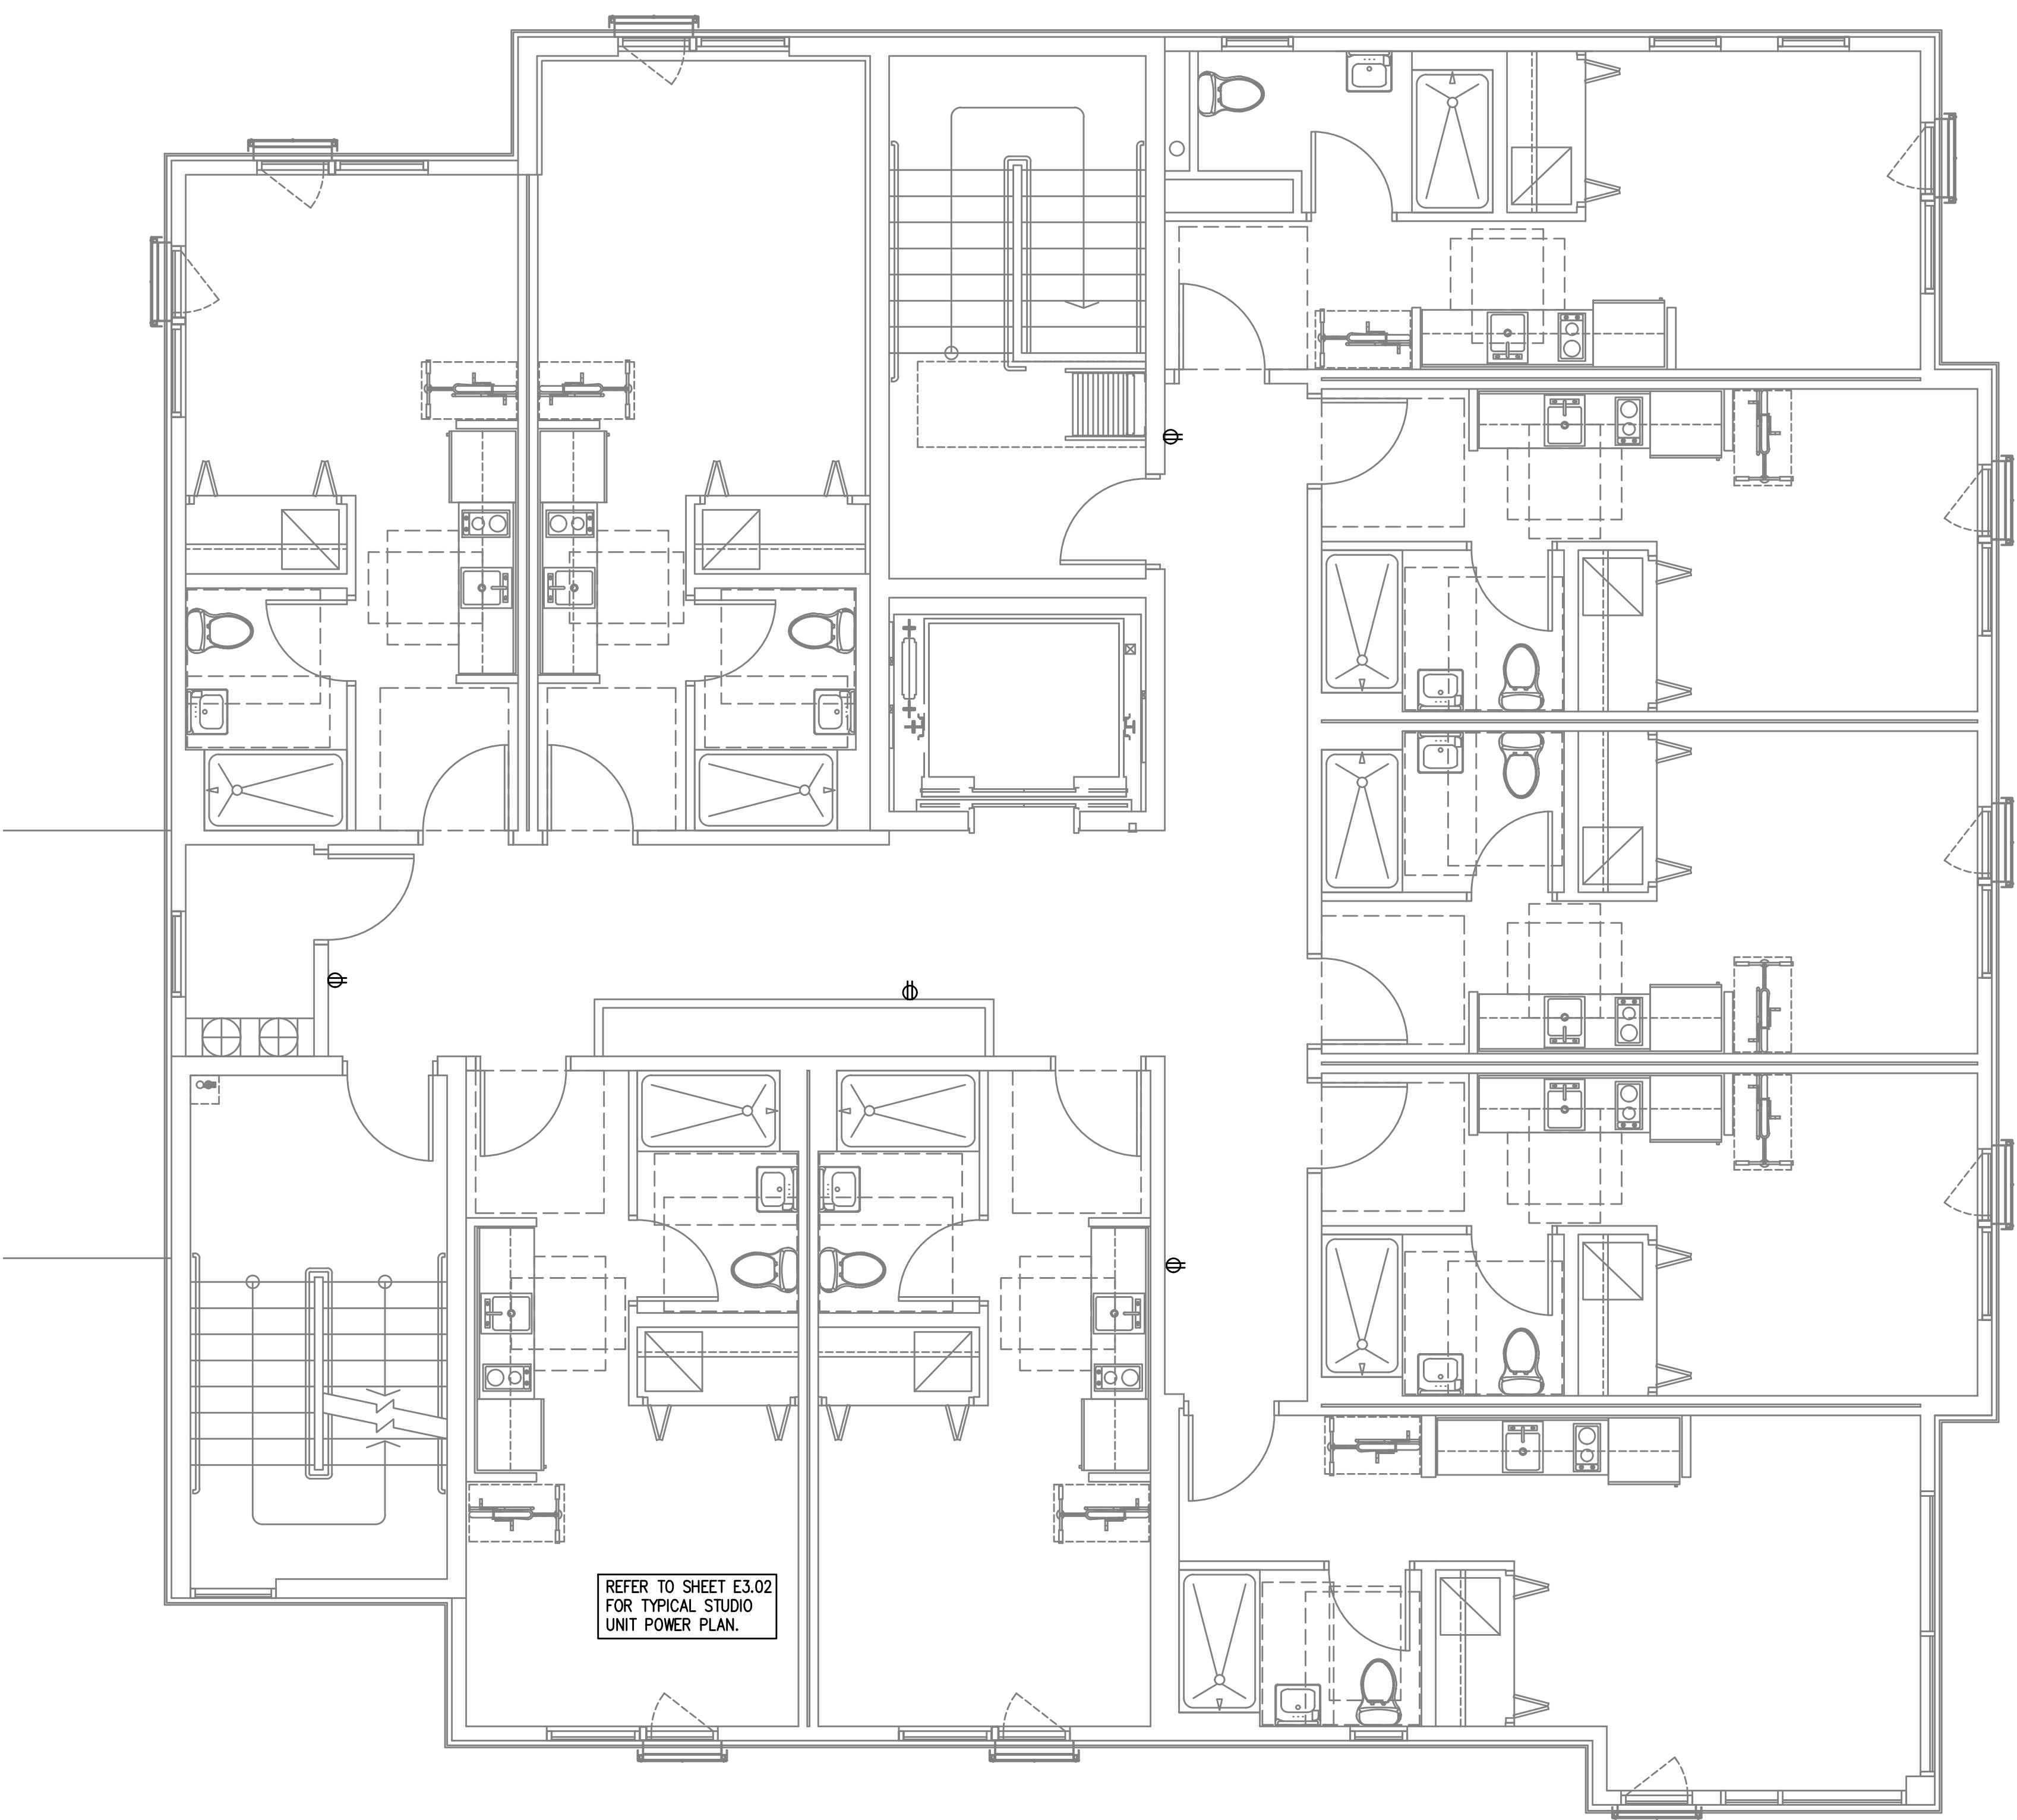 REFER TO SHEET E3.02
FOR TYPICAL STUDIO
UNIT POWER PLAN.